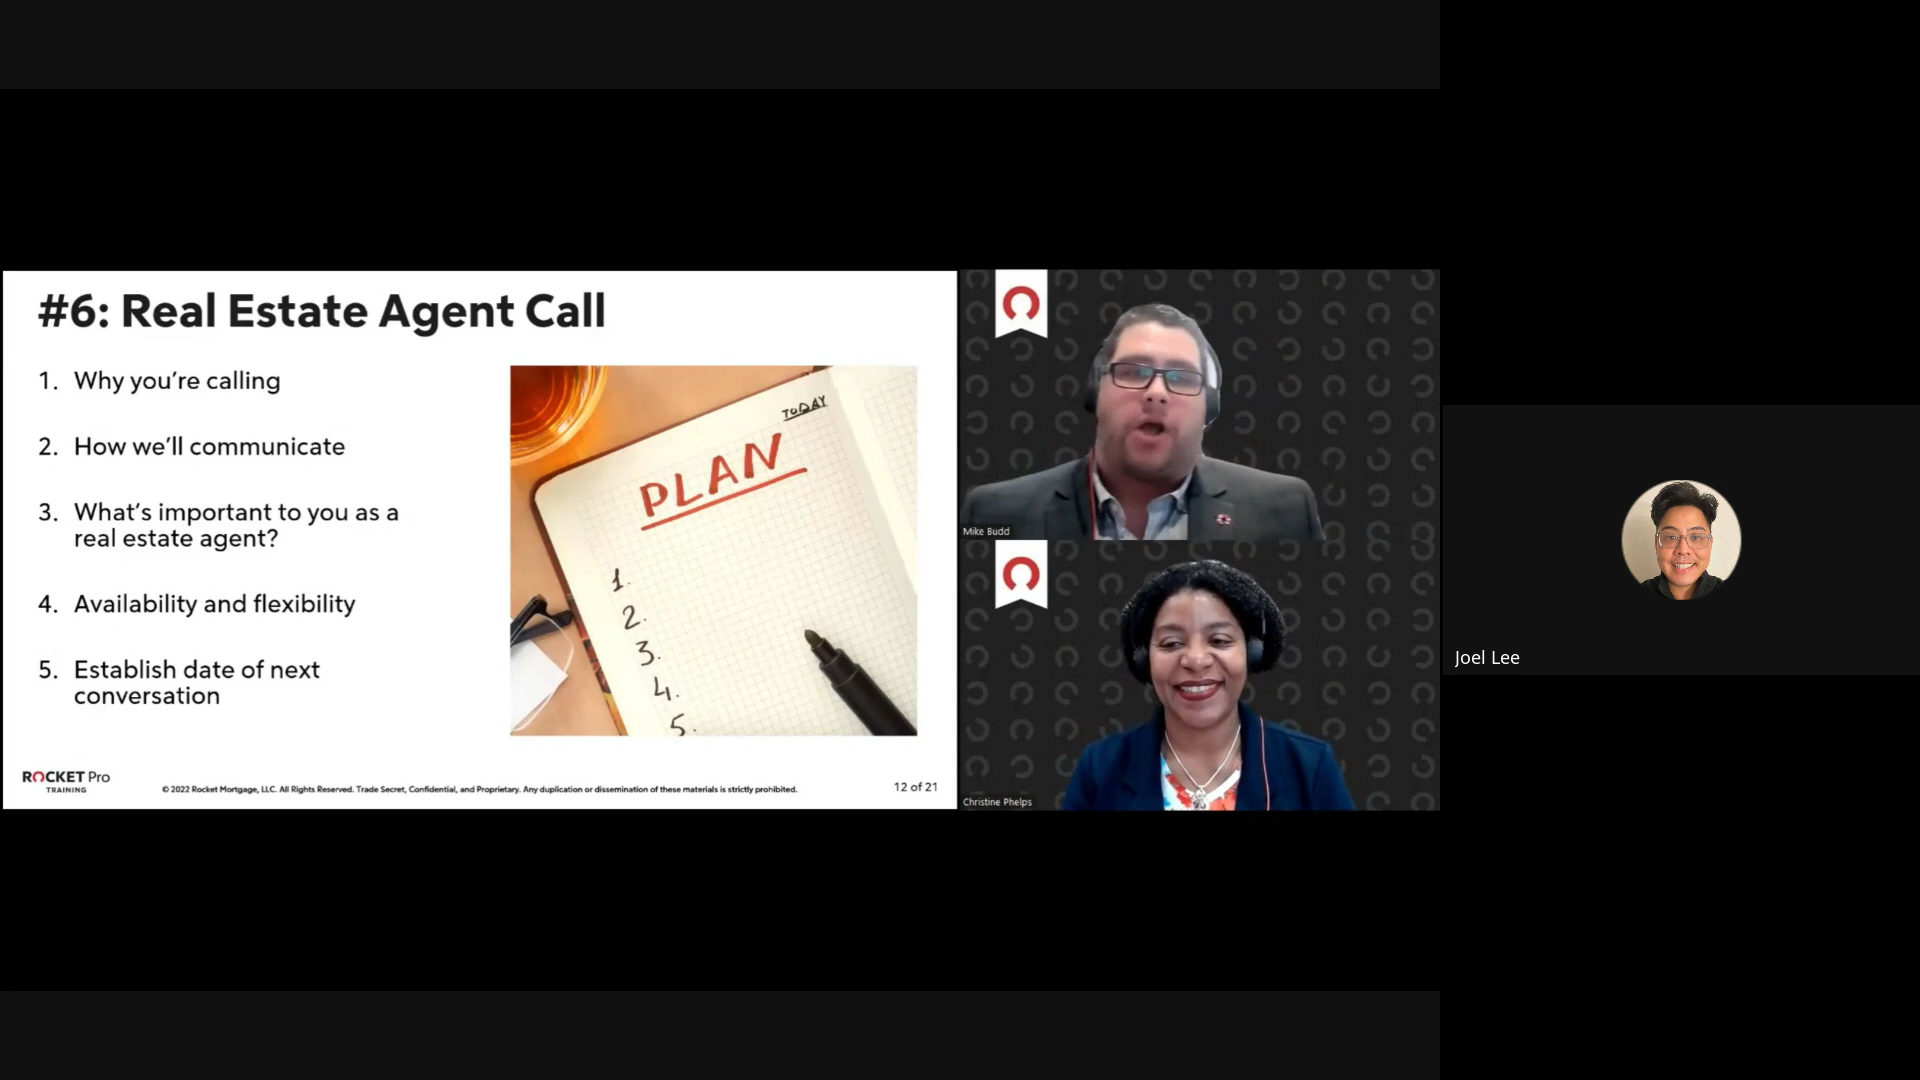 #6: Real Estate Agent Call
1. Why you're calling
2. How we'll communicate
3. What's important to you as a
real estate agent?
4. Availability and flexibility
5. Establish date of next
conversation
TODAY
PLAN
1.
2.
3.
4.
5.
ROCKET Pro
TRAINING
© 2022 Rocket Mortgage, LLC. All Rights Reserved. Trade Secret, Confidential, and Proprietary. Any duplication or dissemination of these materials is strictly prohibited.
12 of 21
Mike Budd
Christine Phelps
Joel Lee